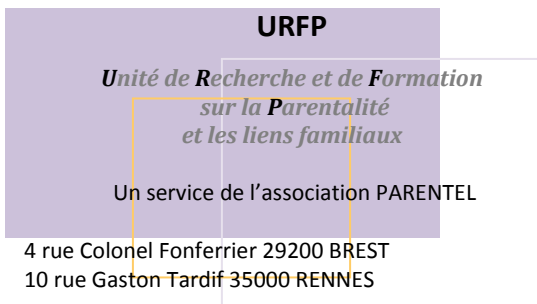 URFP
Unité de Recherche et de Formation
sur la Parentalité
et les liens familiaux
Un service de l’association PARENTEL
4 rue Colonel Fonferrier 29200 BREST
10 rue Gaston Tardif 35000 RENNES